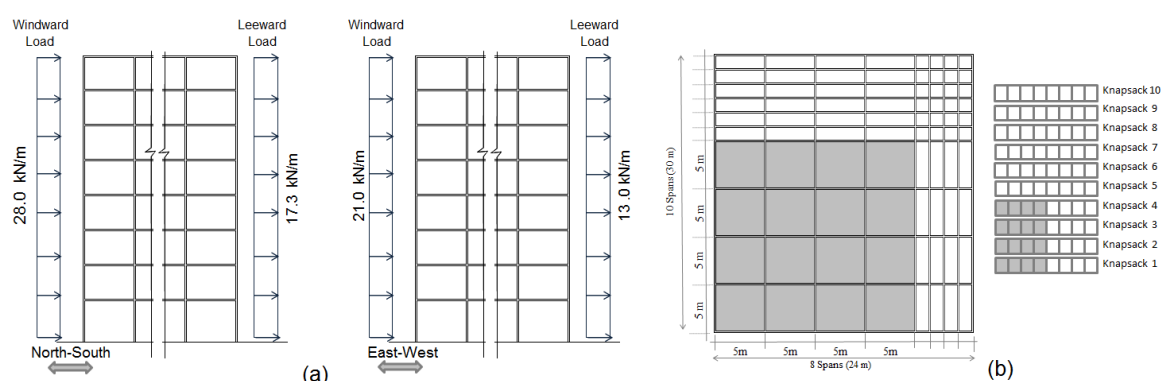 Windward
Load
Leeward
Load
28.0 kN/m
17.3 kN/m
North-South
Windward
Load
Leeward
Load
21.0 kN/m
13.0 kN/m
East-West
(a)
10 Spans (30 m)
5 m
5 m
5 m
5 m
5m
5m
5m
5m
8 Spans (24 m)
(b)
Knapsack 10
Knapsack 9
Knapsack 8
Knapsack 7
Knapsack 6
Knapsack 5
Knapsack 4
Knapsack 3
Knapsack 2
Knapsack 1